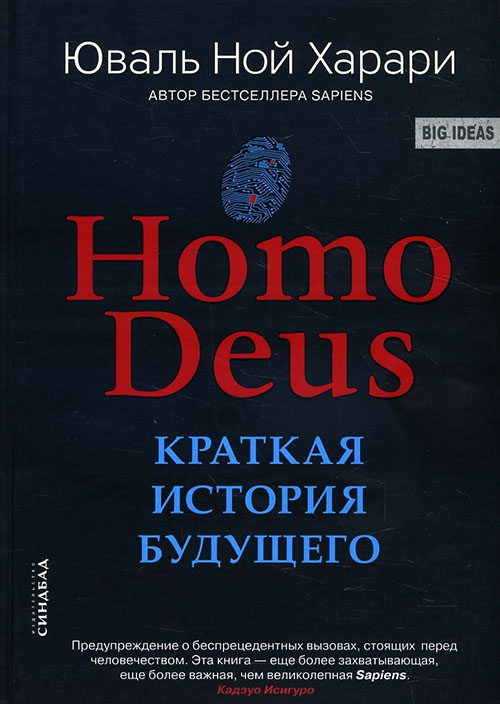 Юваль Ной Харари
АВТОР БЕСТСЕЛЛЕРА SAPIENS
BIG IDEAS
Homo
Deus
КРАТКАЯ
ИСТОРИЯ
БУДУЩЕГО
ИЗДАТЕЛЬСТВО
СИНДБАД
Предупреждение о беспрецедентных вызовах, стоящих перед
человечеством. Эта книга — еще более захватывающая,
еще более важная, чем великолепная Sapiens.
Кадзуо Исигуро